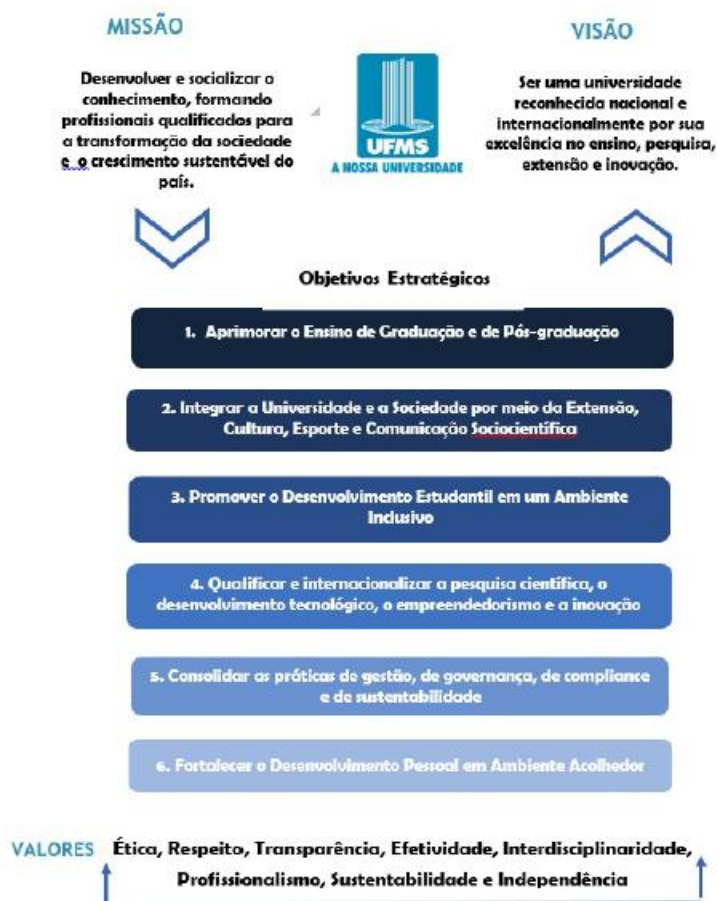 MISSÃO
Desenvolver e socializar o
conhecimento, formando
profissionais qualificados para
a transformação da sociedade
e o crescimento sustentável do
país.
UFMS
A NOSSA UNIVERSIDADE
VISÃO
Ser uma universidade
reconhecida nacional e
internacionalmente por sua
excelência no ensino, pesquisa,
extensão e inovação.
Objetivos Estratégicos
1. Aprimorar o Ensino de Graduação e de Pós-graduação
2. Integrar a Universidade e a Sociedade por meio da Extensão,
Cultura, Esporte e Comunicação Sociocientífica
3. Promover o Desenvolvimento Estudantil em um Ambiente
Inclusivo
4. Qualificar e internacionalizar a pesquisa científica, o
desenvolvimento tecnológico, o empreendedorismo e a inovação
5. Consolidar as práticas de gestão, de governança, de compliance
e de sustentabilidade
6. Fortalecer o Desenvolvimento Pessoal em Ambiente Acolhedor
VALORES Ética, Respeito, Transparência, Efetividade, Interdisciplinaridade,
Profissionalismo, Sustentabilidade e Independência